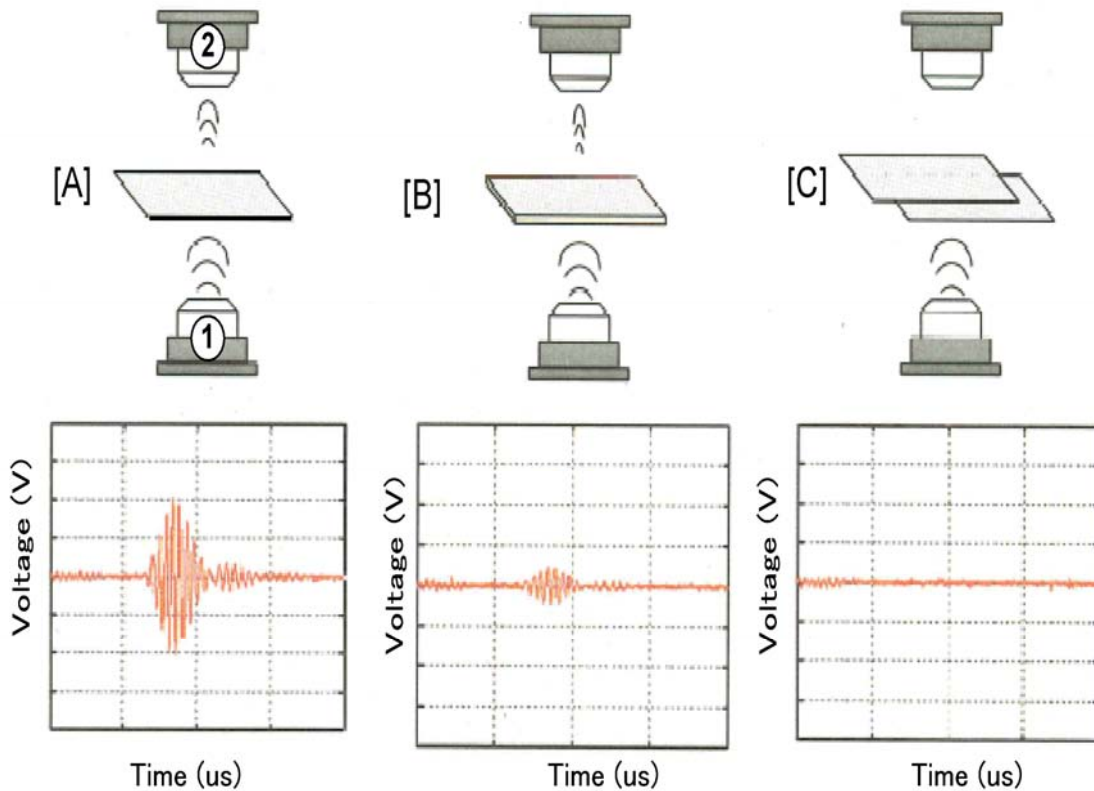 2
[A]
[B]
[C]
1
Voltage (V)
Voltage (V)
Voltage (V)
Time (us)
Time (us)
Time (us)